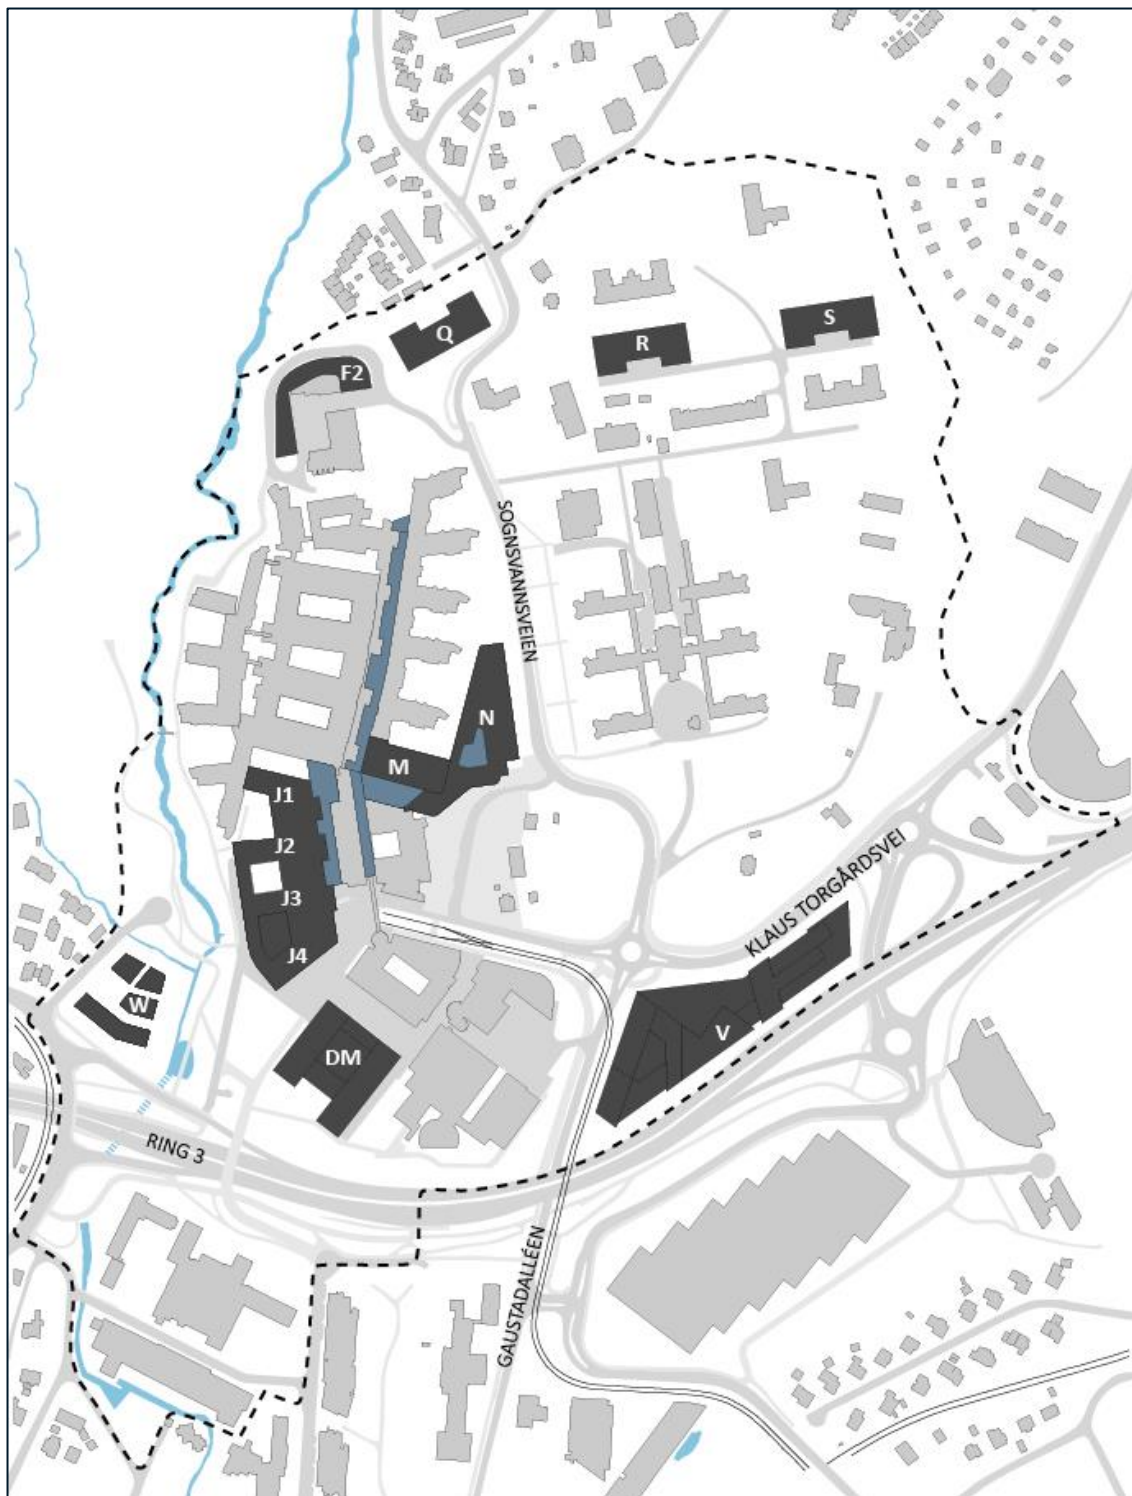 S
Q
R
F2
SOGNSVANNSVEIEN
N
M
J1
J2
KLAUS TORGÅRDSVEI
J3
J4
W
V
DM
RING 3
GAUSTADALLÉEN